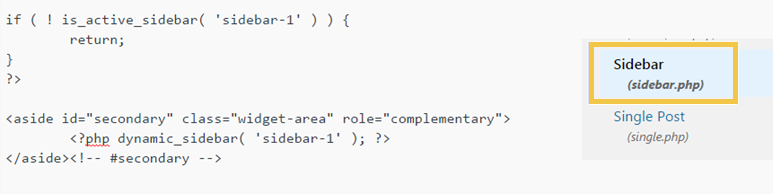 if ( ! is_active_sidebar( 'sidebar-1' ) ) {
        return;
}
?>
<aside id="secondary" class="widget-area" role="complementary">
        <?php dynamic_sidebar( 'sidebar-1' ); ?>
</aside><!-- #secondary -->
Sidebar
(sidebar.php)
Single Post
(single.php)